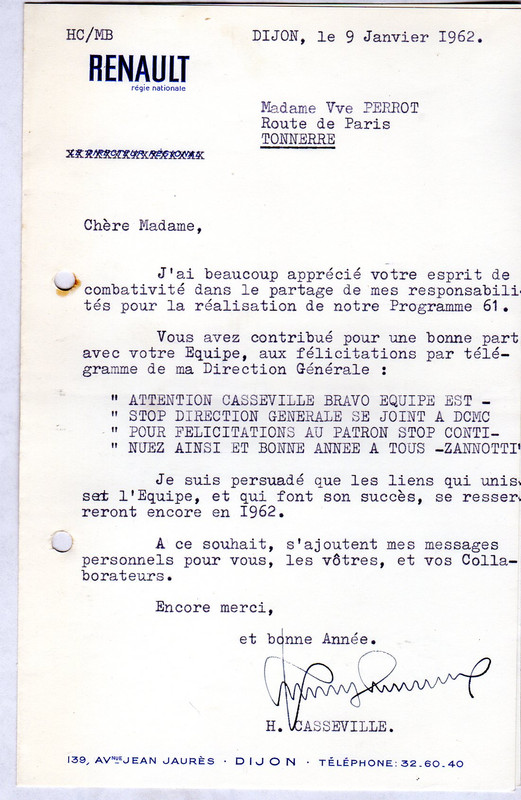 HC/MB
DIJON, le 9 Janvier 1962.
RENAULT
régie nationale
Madame Vve PERROT
Route de Paris
TONNERRE
LE DIRECTEUR RÉGIONAL
Chère Madame,
J'ai beaucoup apprécié votre esprit de
combativité dans le partage de mes responsabili-
tés pour la réalisation de notre Programme 61.
Vous avez contribué pour une bonne part
avec votre Equipe, aux félicitations par télé-
gramme de ma Direction Générale :
" ATTENTION CASSEVILLE BRAVO EQUIPE EST -
" STOP DIRECTION GENERALE SE JOINT A DCMC
" POUR FELICITATIONS AU PATRON STOP CONTI-
" NUEZ AINSI ET BONNE ANNEE A TOUS -ZANNOTTI"
Je suis persuadé que les liens qui unis-
set l'Equipe, et qui font son succès, se resser-
reront encore en 1962.
A ce souhait, s'ajoutent mes messages
personnels pour vous, les vôtres, et vos Colla-
borateurs.
Encore merci,
et bonne Année.
H. CASSEVILLE.
139, AVNUE JEAN JAURÈS · DIJON · TÉLÉPHONE: 32.60.40